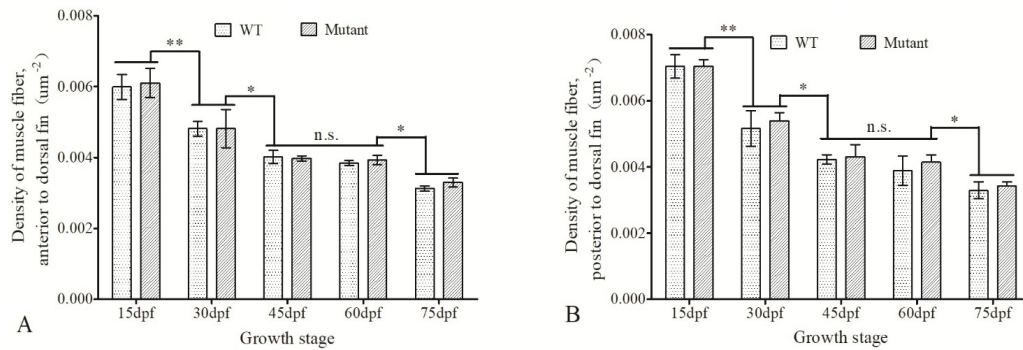 Density of muscle fiber,
anterior to dorsal fin (um⁻²)
0.008
0.006
0.004
0.002
0.000
WT
Mutant
**
*
n.s.
*
15dpf 30dpf 45dpf 60dpf 75dpf
Growth stage
A
Density of muscle fiber,
posterior to dorsal fin (um⁻²)
0.008
0.006
0.004
0.002
0.000
WT
Mutant
**
*
n.s.
*
15dpf 30dpf 45dpf 60dpf 75dpf
Growth stage
B